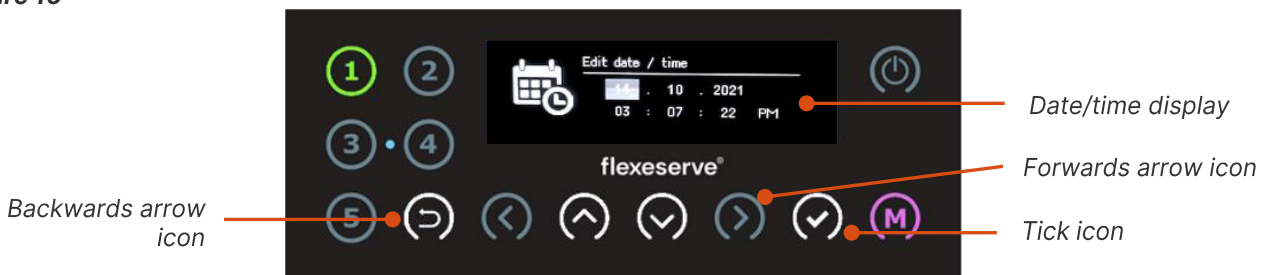 1 2
Edit date / time
14 . 10 . 2021
03 : 07 : 22 PM
Date/time display
3 4
flexeserve®
Forwards arrow icon
Backwards arrow
icon
5
M
Tick icon